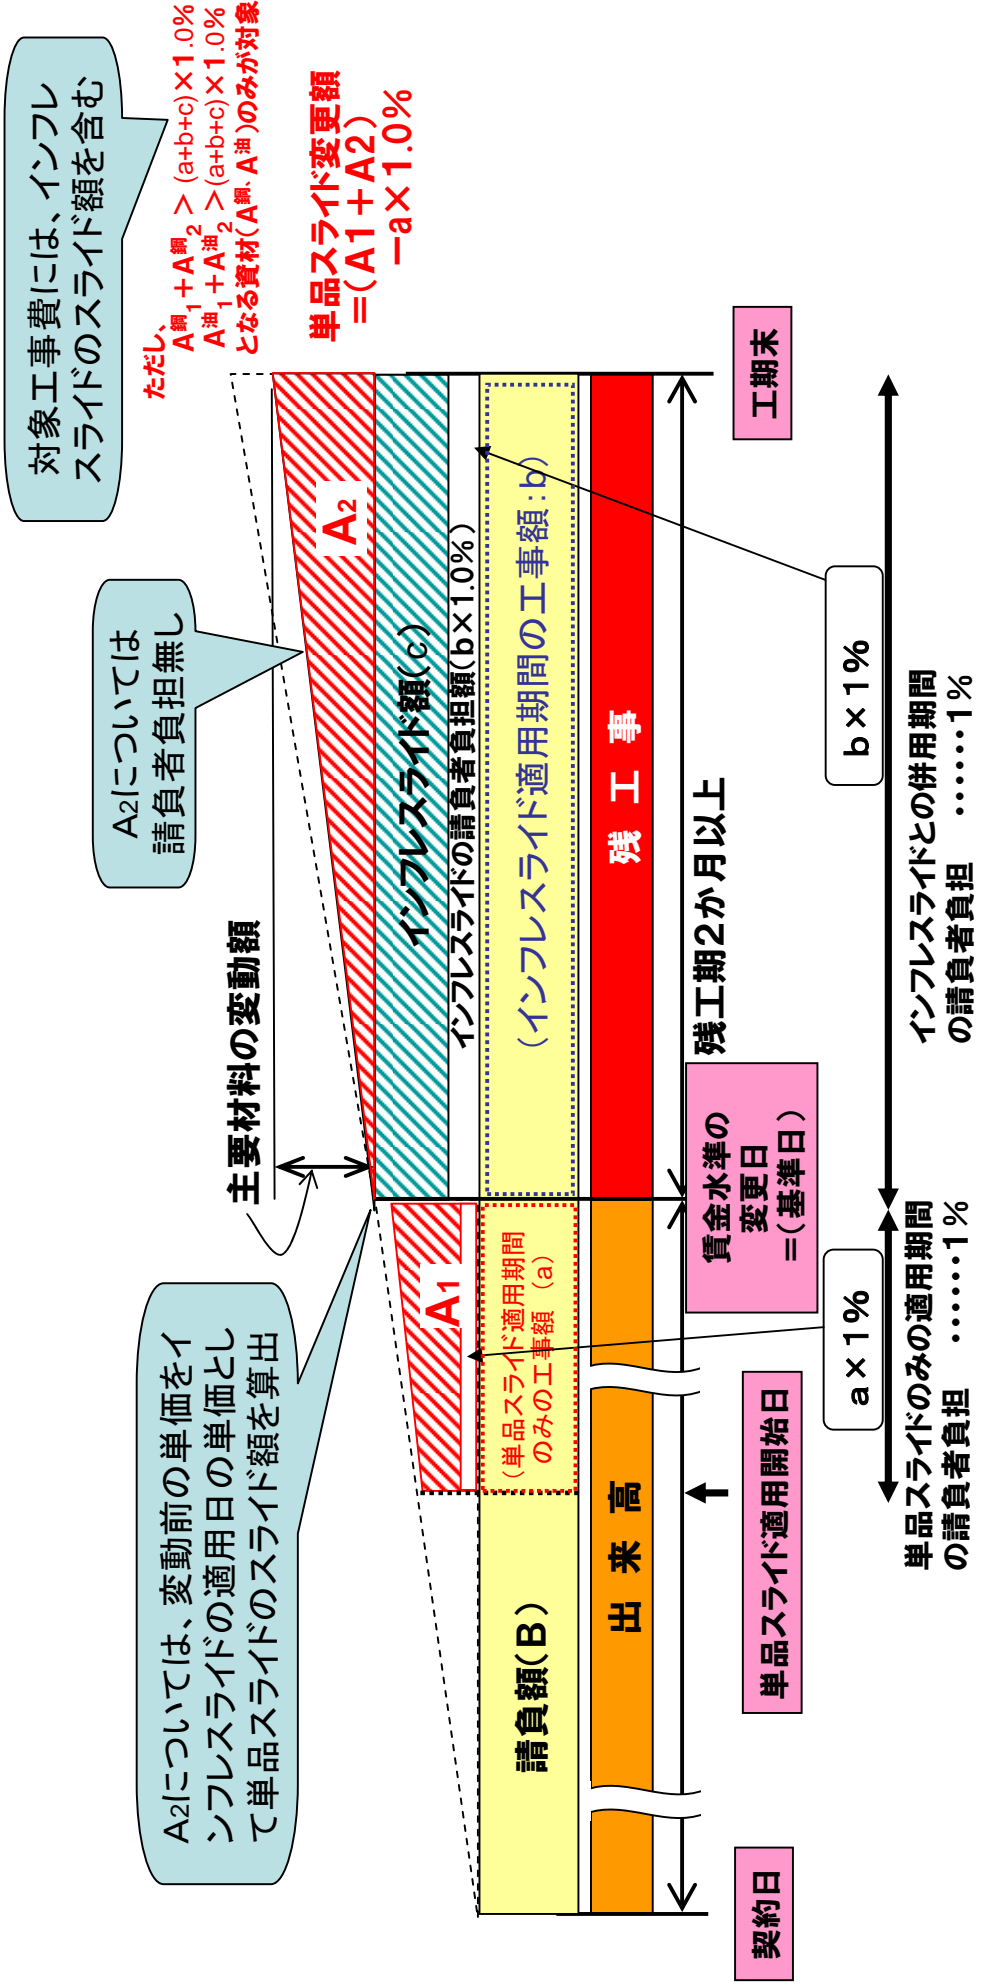 対象工事費には、インフレ
スライドのスライド額を含む
ただし、
A鋼1＋A鋼2 ＞(a+b+c)×1.0%
A油1＋A油2 ＞(a+b+c)×1.0%
となる資材(A鋼、A油)のみが対象
単品スライド変更額
＝(A1＋A2)
－a×1.0%
A2については
請負者負担無し
主要材料の変動額
A2については、変動前の単価をイ
ンフレスライドの適用日の単価とし
て単品スライドのスライド額を算出
A1
A2
インフレスライド額(c)
インフレスライドの請負者負担額(b×1.0%)
請負額(B)
(単品スライド適用期間
のみの工事額 (a)
(インフレスライド適用期間の工事額:b)
出 来 高
残 工 事
残工期2か月以上
契約日
単品スライド適用開始日
賃金水準の
変更日
=(基準日)
工期末
a×1%
b×1%
単品スライドのみの適用期間
の請負者負担 ・・・・・・1%
インフレスライドとの併用期間
の請負者負担 ・・・・・・・1%